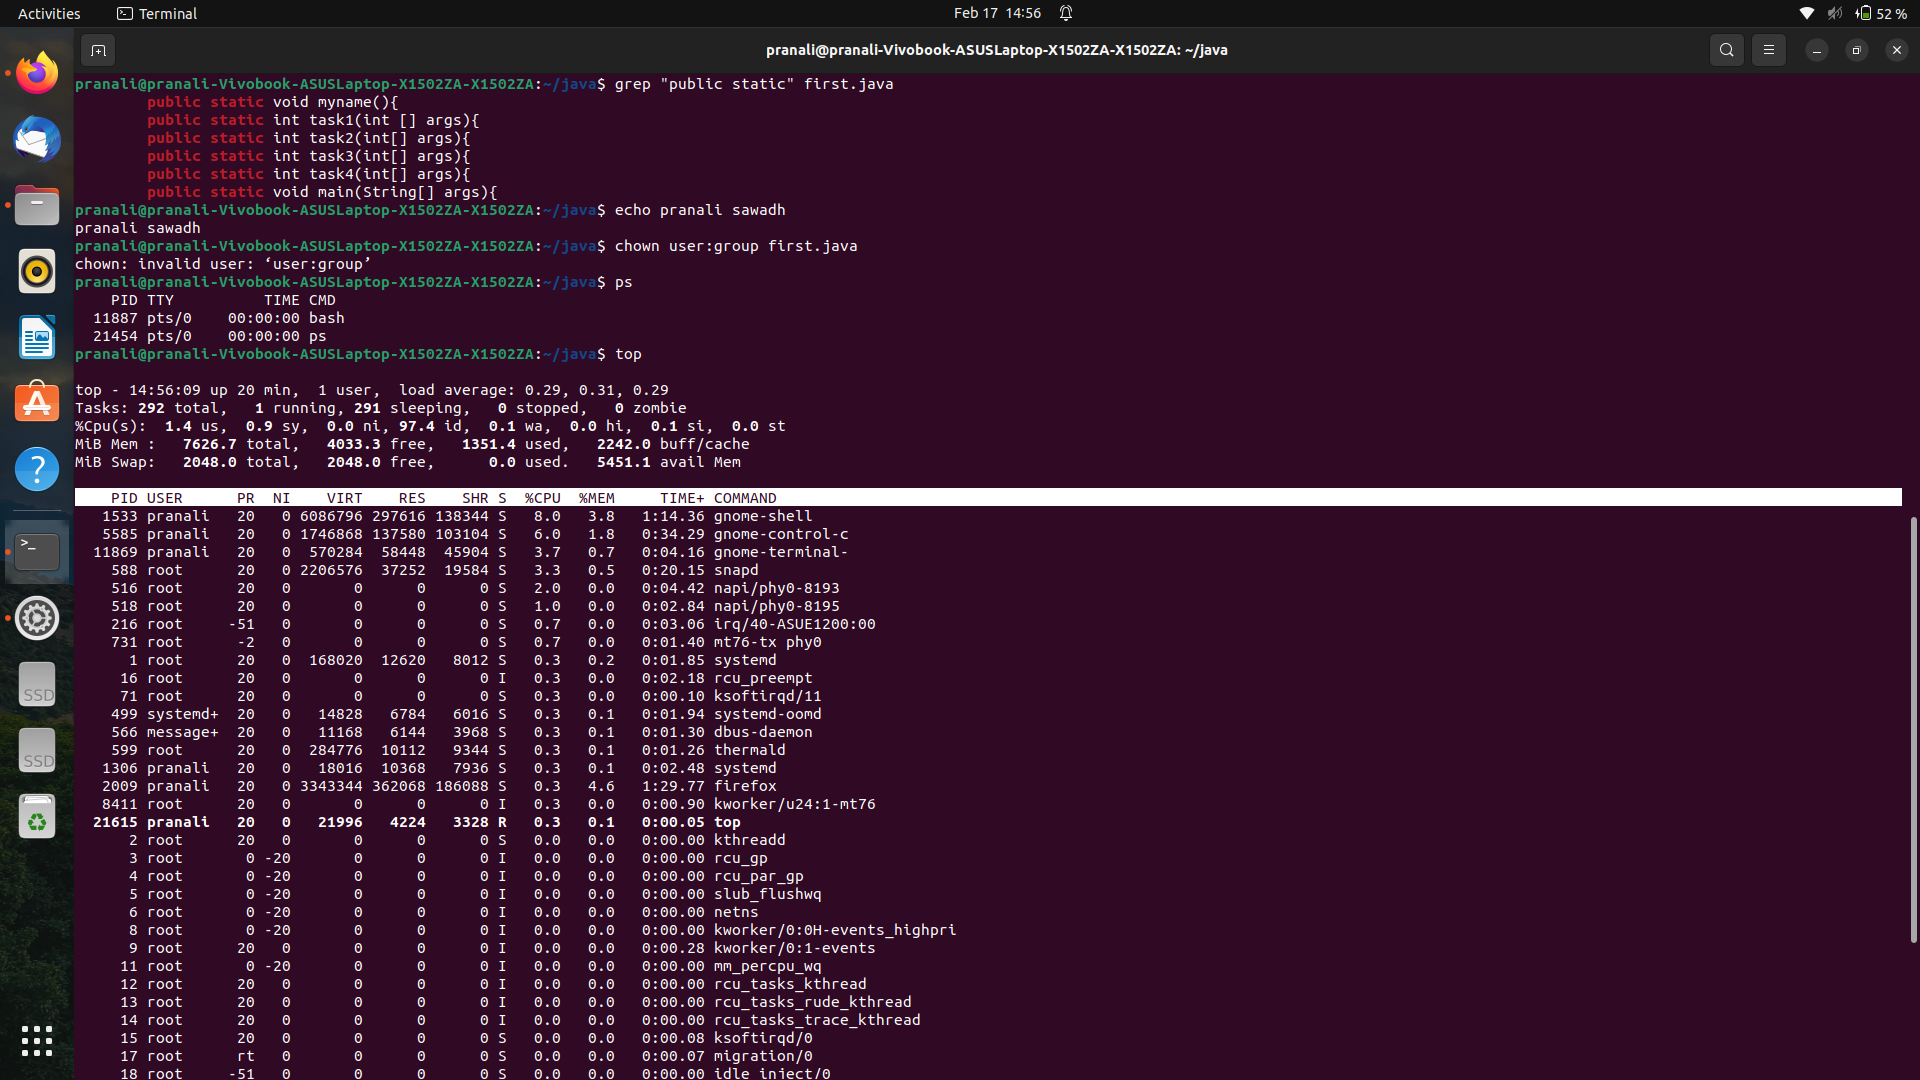 Activities Terminal Feb 17 14:56 52 %
pranali@pranali-Vivobook-ASUSLaptop-X1502ZA-X1502ZA: ~/java
pranali@pranali-Vivobook-ASUSLaptop-X1502ZA-X1502ZA:~/java$ grep "public static" first.java
        public static void myname(){
        public static int task1(int [] args){
        public static int task2(int[] args){
        public static int task3(int[] args){
        public static int task4(int[] args){
        public static void main(String[] args){
pranali@pranali-Vivobook-ASUSLaptop-X1502ZA-X1502ZA:~/java$ echo pranali sawadh
pranali sawadh
pranali@pranali-Vivobook-ASUSLaptop-X1502ZA-X1502ZA:~/java$ chown user:group first.java
chown: invalid user: ‘user:group’
pranali@pranali-Vivobook-ASUSLaptop-X1502ZA-X1502ZA:~/java$ ps
    PID TTY          TIME CMD
  11887 pts/0    00:00:00 bash
  21454 pts/0    00:00:00 ps
pranali@pranali-Vivobook-ASUSLaptop-X1502ZA-X1502ZA:~/java$ top
top - 14:56:09 up 20 min,  1 user,  load average: 0.29, 0.31, 0.29
Tasks: 292 total,   1 running, 291 sleeping,   0 stopped,   0 zombie
%Cpu(s):  1.4 us,  0.9 sy,  0.0 ni, 97.4 id,  0.1 wa,  0.0 hi,  0.1 si,  0.0 st
MiB Mem :   7626.7 total,   4033.3 free,   1351.4 used,   2242.0 buff/cache
MiB Swap:   2048.0 total,   2048.0 free,      0.0 used.   5451.1 avail Mem
    PID USER      PR  NI    VIRT    RES    SHR S  %CPU  %MEM     TIME+ COMMAND
   1533 pranali   20   0 6086796 297616 138344 S   8.0   3.8   1:14.36 gnome-shell
   5585 pranali   20   0 1746868 137580 103104 S   6.0   1.8   0:34.29 gnome-control-c
  11869 pranali   20   0  570284  58448  45904 S   3.7   0.7   0:04.16 gnome-terminal-
    588 root      20   0 2206576  37252  19584 S   3.3   0.5   0:20.15 snapd
    516 root      20   0       0      0      0 S   2.0   0.0   0:04.42 napi/phy0-8193
    518 root      20   0       0      0      0 S   1.0   0.0   0:02.84 napi/phy0-8195
    216 root     -51   0       0      0      0 S   0.7   0.0   0:03.06 irq/40-ASUE1200:00
    731 root      -2   0       0      0      0 S   0.7   0.0   0:01.40 mt76-tx phy0
      1 root      20   0  168020  12620   8012 S   0.3   0.2   0:01.85 systemd
     16 root      20   0       0      0      0 I   0.3   0.0   0:02.18 rcu_preempt
     71 root      20   0       0      0      0 S   0.3   0.0   0:00.10 ksoftirqd/11
    499 systemd+  20   0   14828   6784   6016 S   0.3   0.1   0:01.94 systemd-oomd
    566 message+  20   0   11168   6144   3968 S   0.3   0.1   0:01.30 dbus-daemon
    599 root      20   0  284776  10112   9344 S   0.3   0.1   0:01.26 thermald
   1306 pranali   20   0   18016  10368   7936 S   0.3   0.1   0:02.48 systemd
   2009 pranali   20   0 3343344 362068 186088 S   0.3   4.6   1:29.77 firefox
   8411 root      20   0       0      0      0 I   0.3   0.0   0:00.90 kworker/u24:1-mt76
  21615 pranali   20   0   21996   4224   3328 R   0.3   0.1   0:00.05 top
      2 root      20   0       0      0      0 S   0.0   0.0   0:00.00 kthreadd
      3 root       0 -20       0      0      0 I   0.0   0.0   0:00.00 rcu_gp
      4 root       0 -20       0      0      0 I   0.0   0.0   0:00.00 rcu_par_gp
      5 root       0 -20       0      0      0 I   0.0   0.0   0:00.00 slub_flushwq
      6 root       0 -20       0      0      0 I   0.0   0.0   0:00.00 netns
      8 root       0 -20       0      0      0 I   0.0   0.0   0:00.00 kworker/0:0H-events_highpri
      9 root      20   0       0      0      0 I   0.0   0.0   0:00.28 kworker/0:1-events
     11 root       0 -20       0      0      0 I   0.0   0.0   0:00.00 mm_percpu_wq
     12 root      20   0       0      0      0 I   0.0   0.0   0:00.00 rcu_tasks_kthread
     13 root      20   0       0      0      0 I   0.0   0.0   0:00.00 rcu_tasks_rude_kthread
     14 root      20   0       0      0      0 I   0.0   0.0   0:00.00 rcu_tasks_trace_kthread
     15 root      20   0       0      0      0 S   0.0   0.0   0:00.08 ksoftirqd/0
     17 root      rt   0       0      0      0 S   0.0   0.0   0:00.07 migration/0
     18 root     -51   0       0      0      0 S   0.0   0.0   0:00.00 idle_inject/0
SSD
SSD